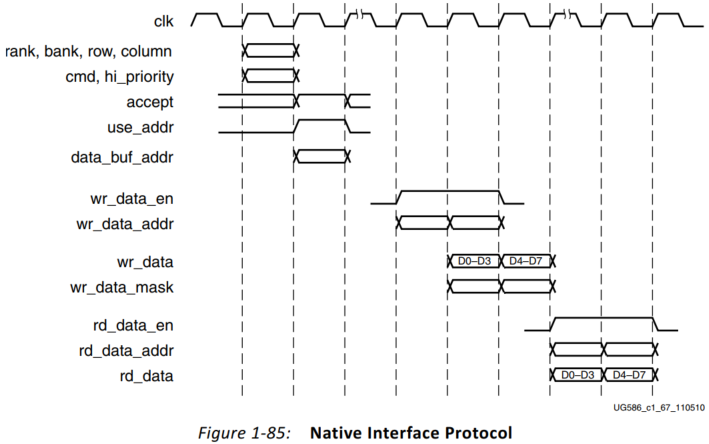 clk
rank, bank, row, column
cmd, hi_priority
accept
use_addr
data_buf_addr
wr_data_en
wr_data_addr
wr_data D0–D3 D4–D7
wr_data_mask
rd_data_en
rd_data_addr
rd_data D0–D3 D4–D7
UG586_c1_67_110510
Figure 1-85: Native Interface Protocol